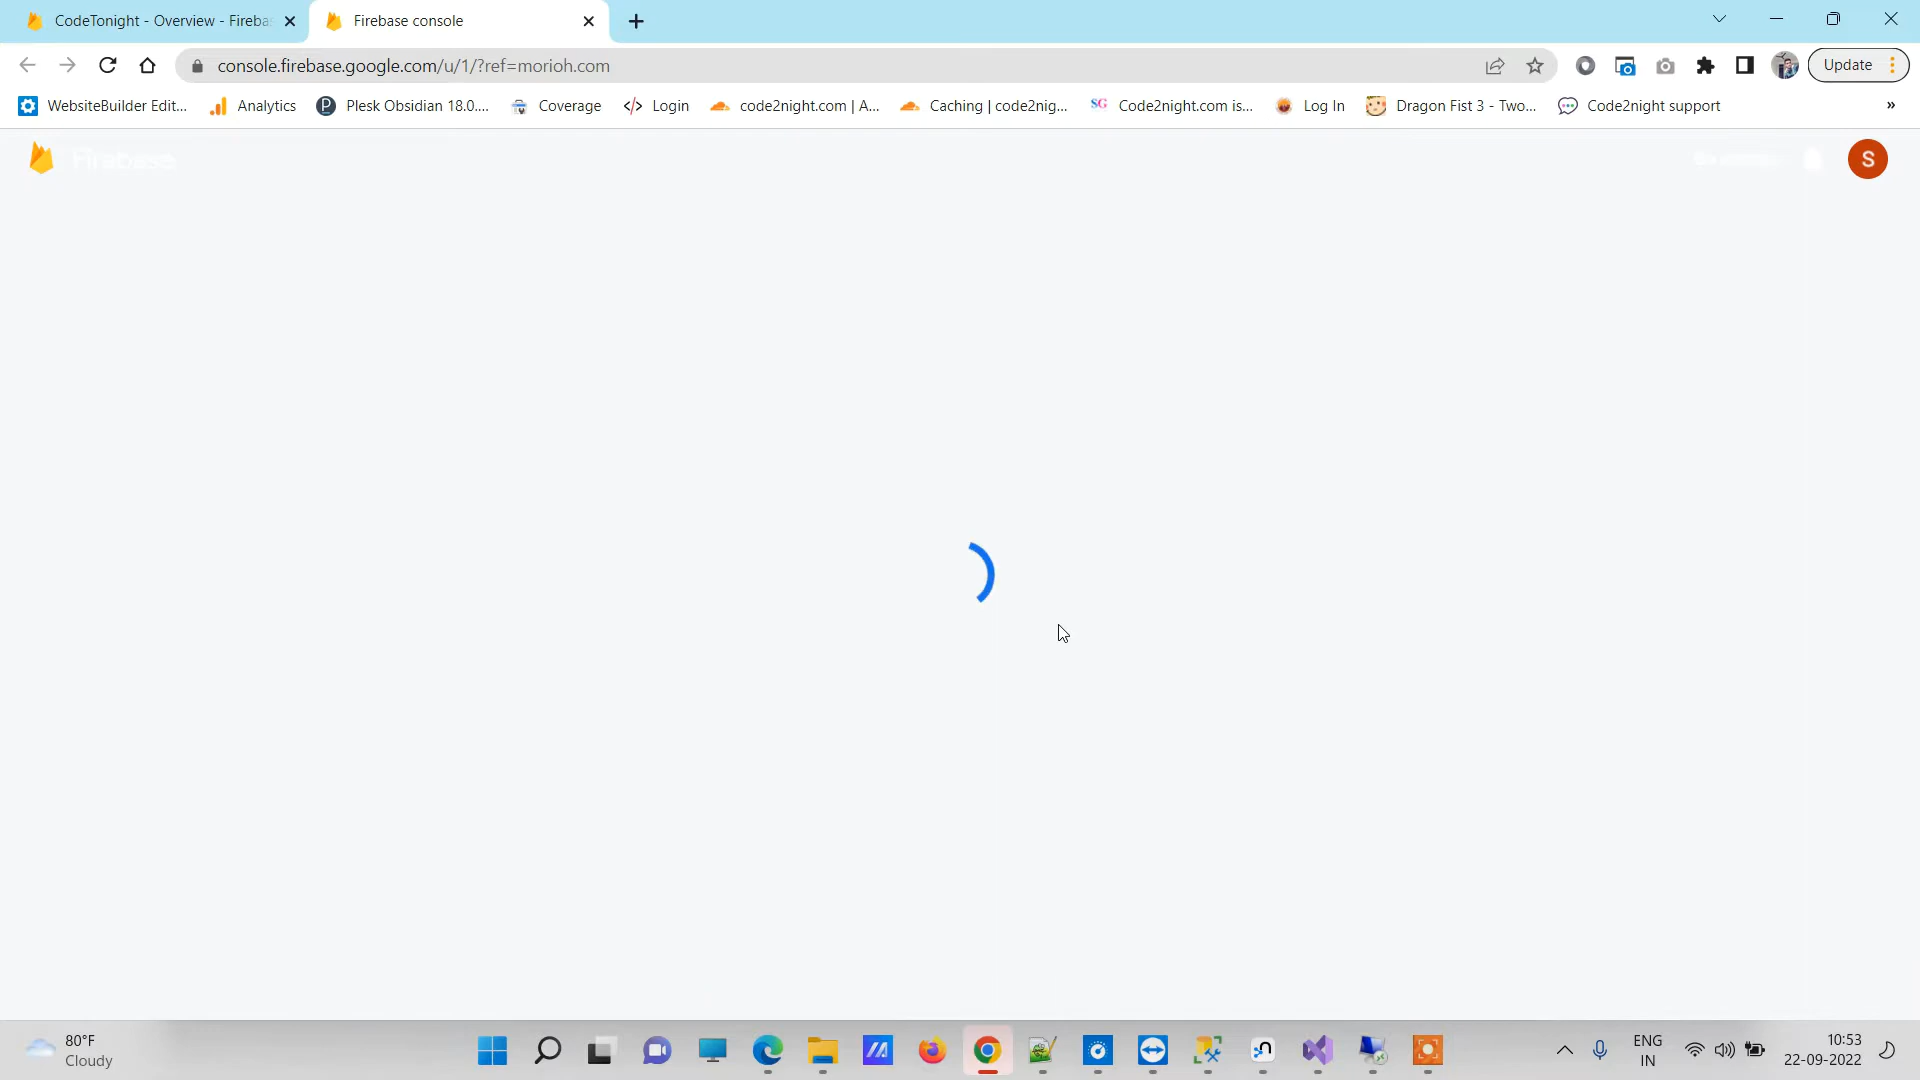 CodeTonight - Overview - Fireba
Firebase console
console.firebase.google.com/u/1/?ref=morioh.com
Update
WebsiteBuilder Edit...
Analytics
Plesk Obsidian 18.0....
Coverage
Login
code2night.com | A...
Caching | code2nig...
SG
Code2night.com is...
Log In
Dragon Fist 3 - Two...
Code2night support
»
Firebase
S
80°F
Cloudy
ENG
IN
10:53
22-09-2022